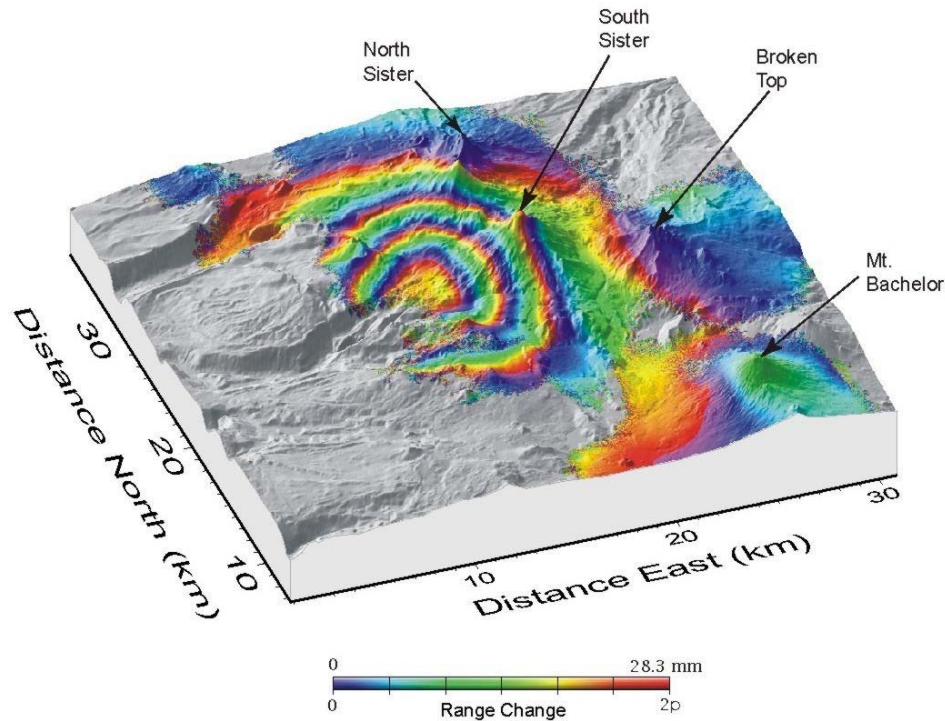 South
Sister
North
Sister
Broken
Top
Mt.
Bachelor
30
20
10
Distance North (km)
10
20
30
Distance East (km)
0
28.3 mm
0
Range Change
2p